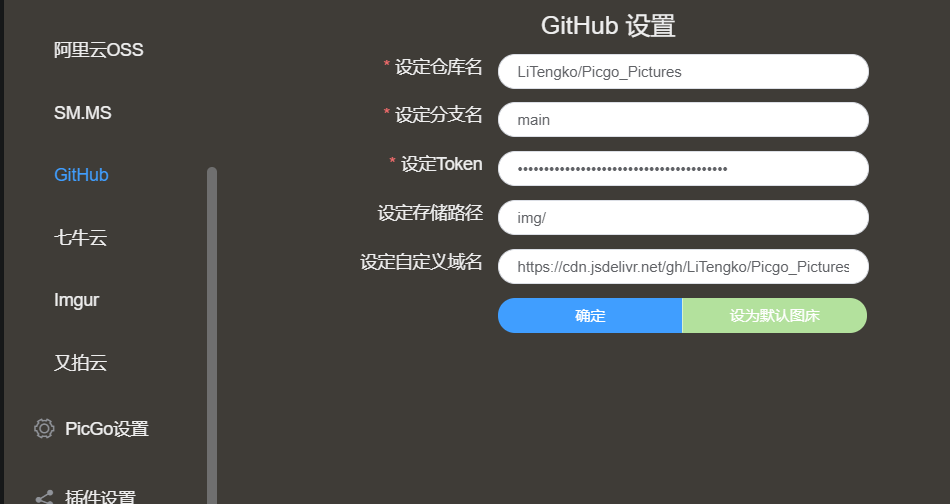 阿里云OSS
SM.MS
GitHub
七牛云
Imgur
又拍云
PicGo设置
插件设置
GitHub 设置
* 设定仓库名
LiTengko/Picgo_Pictures
* 设定分支名
main
* 设定Token
设定存储路径
img/
设定自定义域名
https://cdn.jsdelivr.net/gh/LiTengko/Picgo_Pictures
确定
设为默认图床